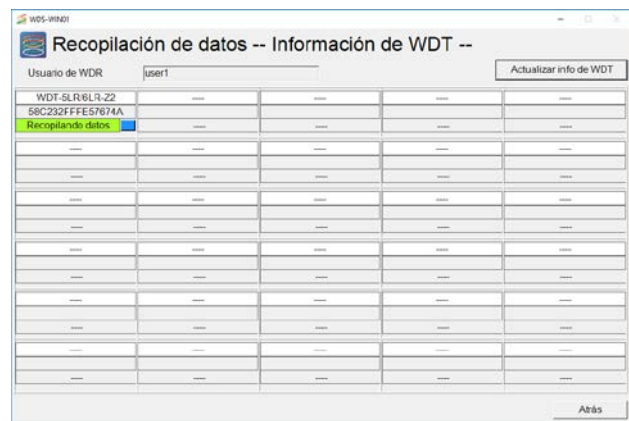 WDS-WIN01
Recopilación de datos -- Información de WDT --
Usuario de WDR user1 Actualizar info de WDT
WDT-5LR/6LR-Z2 ---- ---- ---- ----
58C232FFFE57674A
Recopilando datos ---- ---- ---- ----
---- ---- ---- ---- ----
---- ---- ---- ---- ----
---- ---- ---- ---- ----
---- ---- ---- ---- ----
---- ---- ---- ---- ----
---- ---- ---- ---- ----
---- ---- ---- ---- ----
---- ---- ---- ---- ----
---- ---- ---- ---- ----
---- ---- ---- ---- ----
Atrás